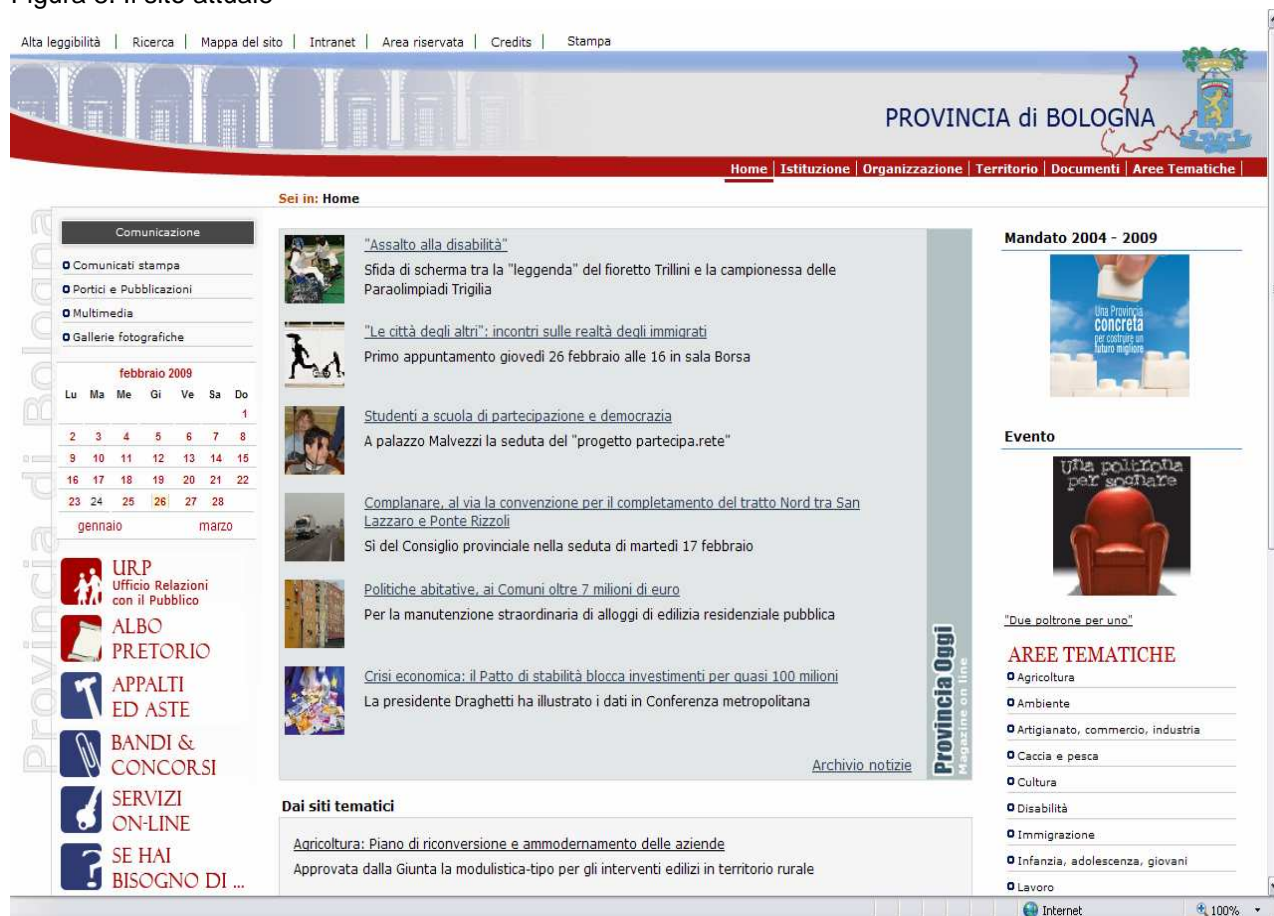 Figura 3: Il sito attuale
Alta leggibilità | Ricerca | Mappa del sito | Intranet | Area riservata | Credits | Stampa
PROVINCIA di BOLOGNA
Home | Istituzione | Organizzazione | Territorio | Documenti | Aree Tematiche |
Sei in: Home
Provincia di Bologna
Comunicazione
Comunicati stampa
Portici e Pubblicazioni
Multimedia
Gallerie fotografiche
febbraio 2009
Lu Ma Me Gi Ve Sa Do
1
2 3 4 5 6 7 8
9 10 11 12 13 14 15
16 17 18 19 20 21 22
23 24 25 26 27 28
gennaio marzo
URP
Ufficio Relazioni
con il Pubblico
ALBO
PRETORIO
APPALTI
ED ASTE
BANDI &
CONCORSI
SERVIZI
ON-LINE
SE HAI
BISOGNO DI ...
"Assalto alla disabilità"
Sfida di scherma tra la "leggenda" del fioretto Trillini e la campionessa delle
Paraolimpiadi Trigilia
"Le città degli altri": incontri sulle realtà degli immigrati
Primo appuntamento giovedì 26 febbraio alle 16 in sala Borsa
Studenti a scuola di partecipazione e democrazia
A palazzo Malvezzi la seduta del "progetto partecipa.rete"
Complanare, al via la convenzione per il completamento del tratto Nord tra San
Lazzaro e Ponte Rizzoli
Sì del Consiglio provinciale nella seduta di martedì 17 febbraio
Politiche abitative, ai Comuni oltre 7 milioni di euro
Per la manutenzione straordinaria di alloggi di edilizia residenziale pubblica
Crisi economica: il Patto di stabilità blocca investimenti per quasi 100 milioni
La presidente Draghetti ha illustrato i dati in Conferenza metropolitana
Archivio notizie
Provincia Oggi
Magazine on line
Dai siti tematici
Agricoltura: Piano di riconversione e ammodernamento delle aziende
Approvata dalla Giunta la modulistica-tipo per gli interventi edilizi in territorio rurale
Mandato 2004 - 2009
Una Provincia
concreta
per costruire un
futuro migliore
Evento
una poltrona
per sognare
"Due poltrone per uno"
AREE TEMATICHE
Agricoltura
Ambiente
Artigianato, commercio, industria
Caccia e pesca
Cultura
Disabilità
Immigrazione
Infanzia, adolescenza, giovani
Lavoro
Internet 100%